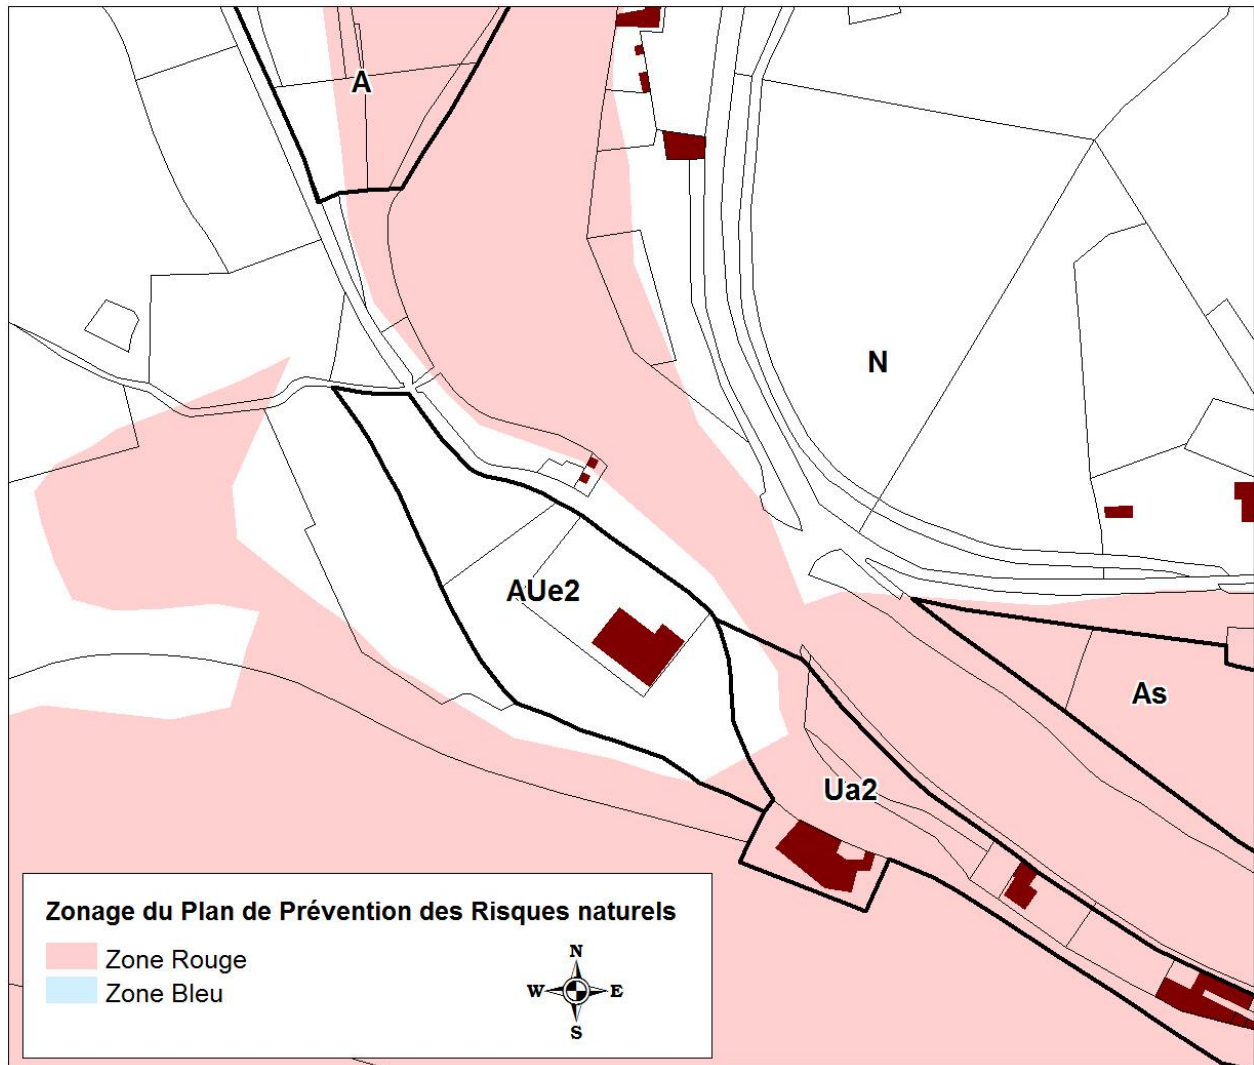 A
N
AUe2
As
Ua2
Zonage du Plan de Prévention des Risques naturels
Zone Rouge
Zone Bleu
N
W E
S